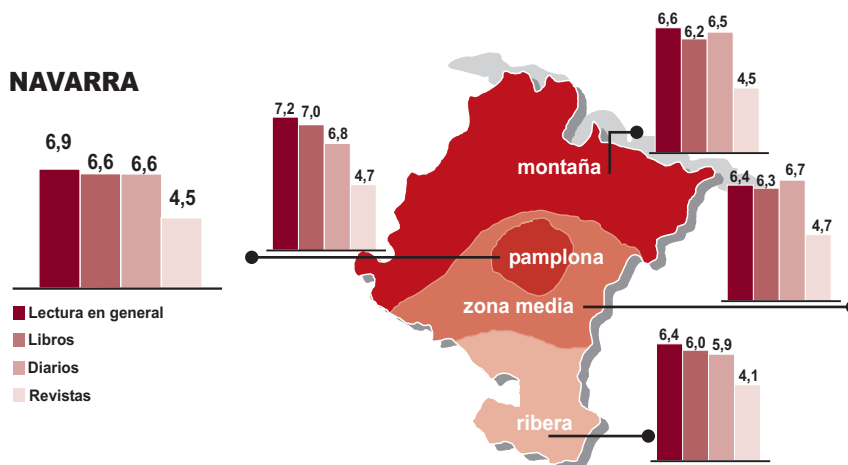 NAVARRA
6,9
6,6
6,6
4,5
Lectura en general
Libros
Diarios
Revistas
7,2
7,0
6,8
4,7
6,6
6,2
6,5
4,5
montaña
6,4
6,3
6,7
4,7
pamplona
zona media
6,4
6,0
5,9
4,1
ribera